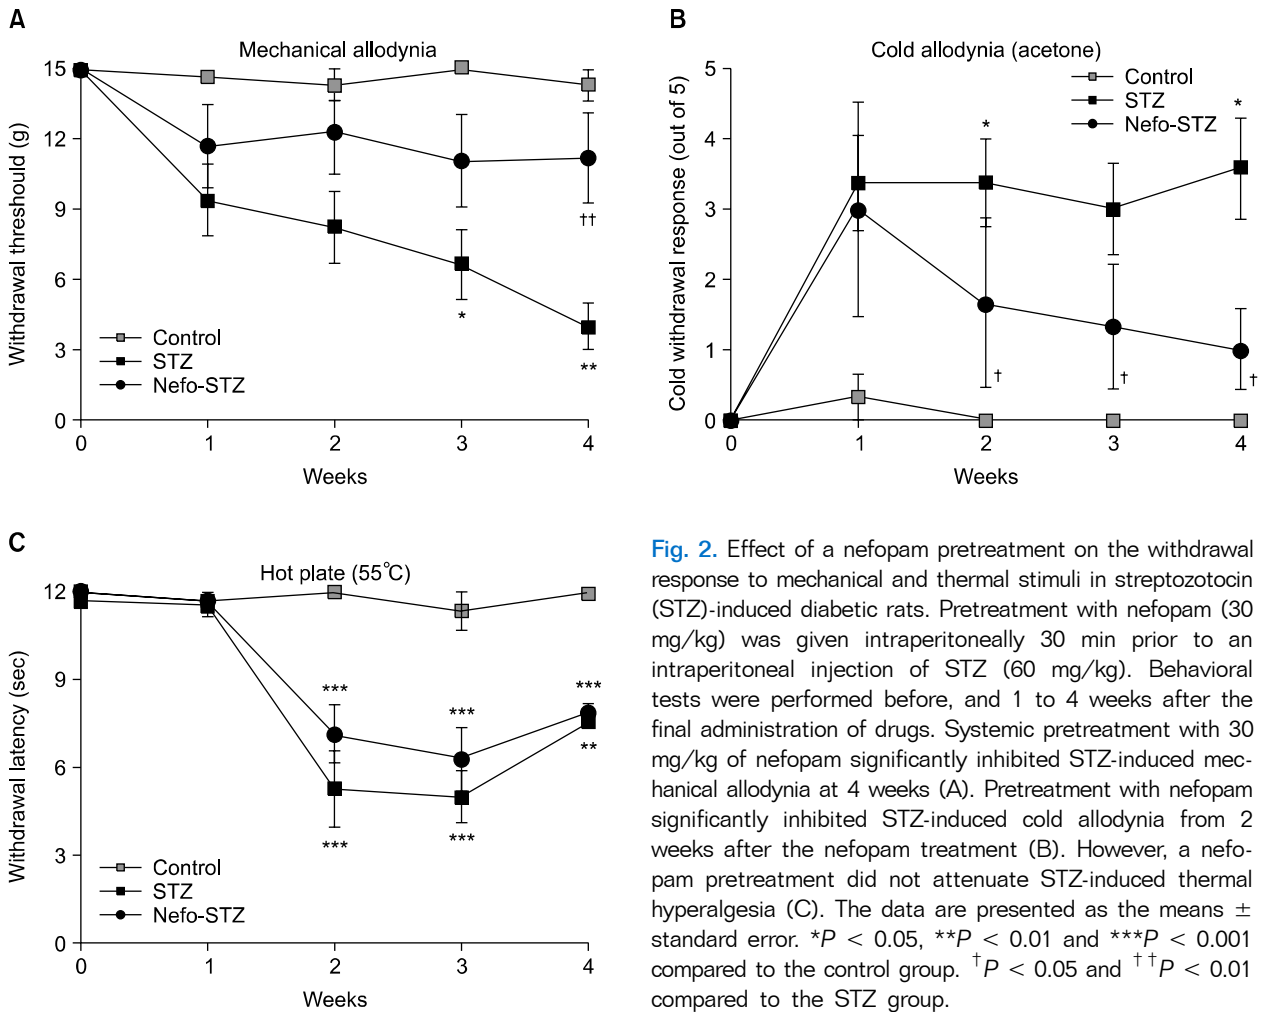 A
Mechanical allodynia
Withdrawal threshould (g)
15
12
9
6
3
0
††
*
**
Control
STZ
Nefo-STZ
0 1 2 3 4
Weeks
B
Cold allodynia (acetone)
Cold withdrawal response (out of 5)
5
4
3
2
1
0
Control
STZ
Nefo-STZ
*
*
†
†
†
0 1 2 3 4
Weeks
C
Hot plate (55℃)
Withdrawal latency (sec)
12
9
6
3
0
***
***
***
***
***
**
Control
STZ
Nefo-STZ
0 1 2 3 4
Weeks
Fig. 2. Effect of a nefopam pretreatment on the withdrawal
response to mechanical and thermal stimuli in streptozotocin
(STZ)-induced diabetic rats. Pretreatment with nefopam (30
mg/kg) was given intraperitoneally 30 min prior to an
intraperitoneal injection of STZ (60 mg/kg). Behavioral
tests were performed before, and 1 to 4 weeks after the
final administration of drugs. Systemic pretreatment with 30
mg/kg of nefopam significantly inhibited STZ-induced mec-
hanical allodynia at 4 weeks (A). Pretreatment with nefopam
significantly inhibited STZ-induced cold allodynia from 2
weeks after the nefopam treatment (B). However, a nefo-
pam pretreatment did not attenuate STZ-induced thermal
hyperalgesia (C). The data are presented as the means ±
standard error. *P < 0.05, **P < 0.01 and ***P < 0.001
compared to the control group. †P < 0.05 and ††P < 0.01
compared to the STZ group.